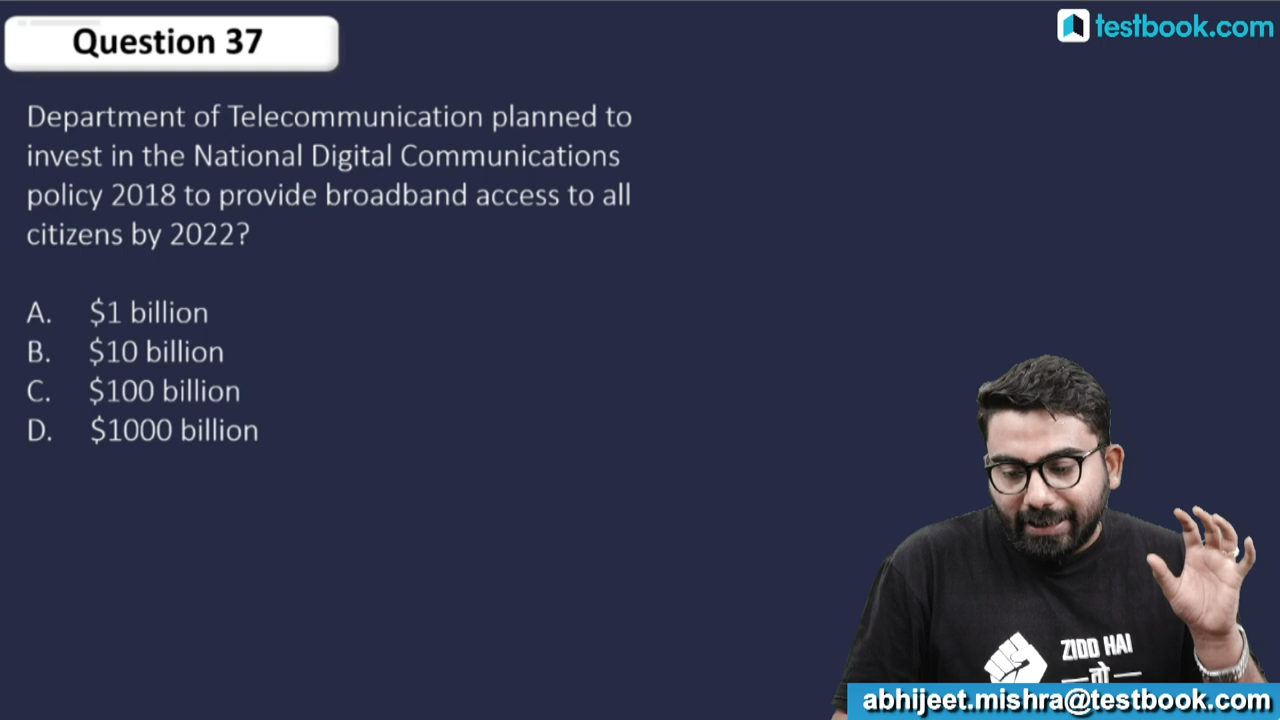 Question 37
testbook.com
Department of Telecommunication planned to
invest in the National Digital Communications
policy 2018 to provide broadband access to all
citizens by 2022?
A. $1 billion
B. $10 billion
C. $100 billion
D. $1000 billion
ZIDD HAI
तो
abhijeet.mishra@testbook.com